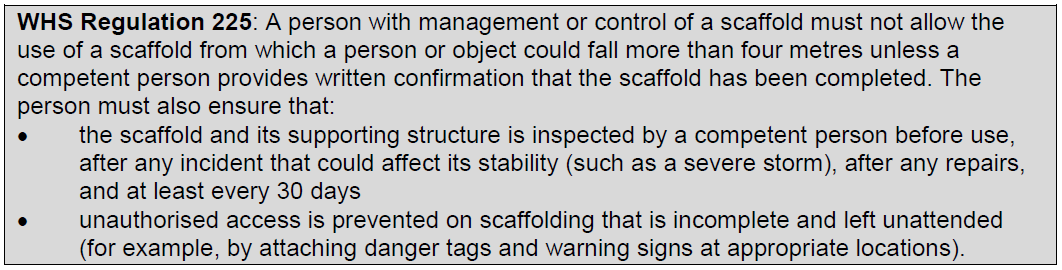 WHS Regulation 225: A person with management or control of a scaffold must not allow the
use of a scaffold from which a person or object could fall more than four metres unless a
competent person provides written confirmation that the scaffold has been completed. The
person must also ensure that:
• the scaffold and its supporting structure is inspected by a competent person before use,
after any incident that could affect its stability (such as a severe storm), after any repairs,
and at least every 30 days
• unauthorised access is prevented on scaffolding that is incomplete and left unattended
(for example, by attaching danger tags and warning signs at appropriate locations).